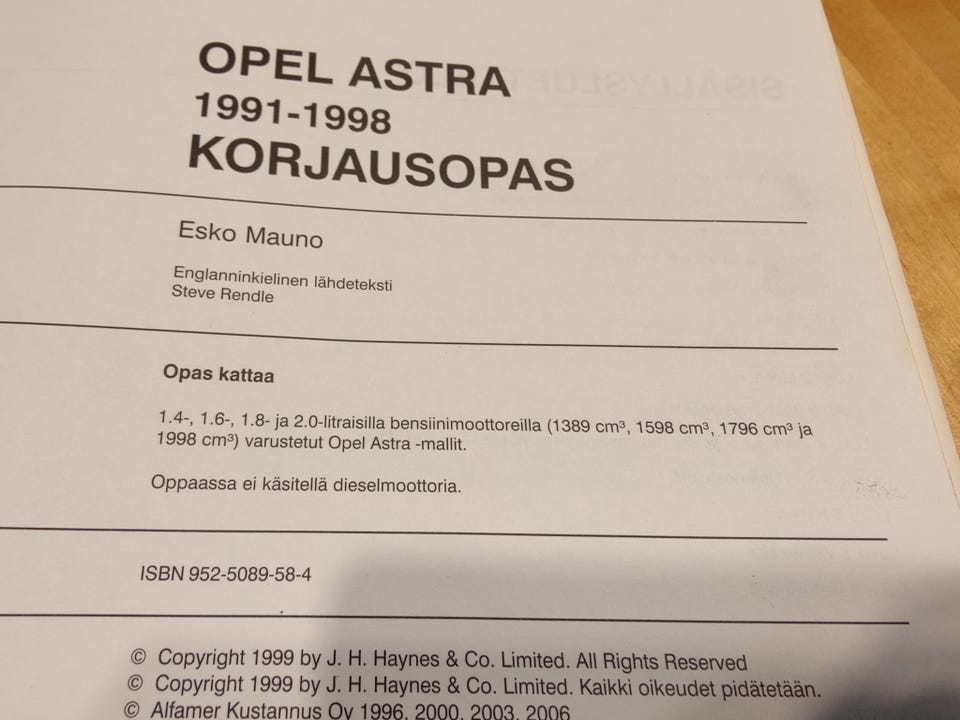 OPEL ASTRA
1991-1998
KORJAUSOPAS
Esko Mauno
Englanninkielinen lähdeteksti
Steve Rendle
Opas kattaa
1.4-, 1.6-, 1.8- ja 2.0-litraisilla bensiinimoottoreilla (1389 cm³, 1598 cm³, 1796 cm³ ja
1998 cm³) varustetut Opel Astra -mallit.
Oppaassa ei käsitellä dieselmoottoria.
ISBN 952-5089-58-4
© Copyright 1999 by J. H. Haynes & Co. Limited. All Rights Reserved
© Copyright 1999 by J. H. Haynes & Co. Limited. Kaikki oikeudet pidätetään.
© Alfamer Kustannus Oy 1996, 2000, 2003, 2006